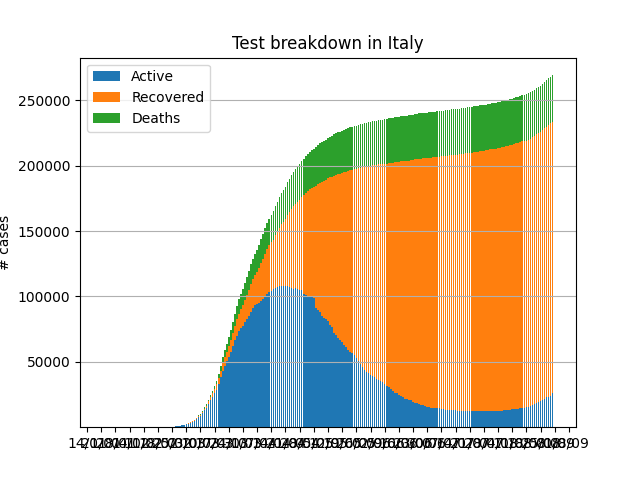 Test breakdown in Italy
Active
Recovered
Deaths
# cases
250000
200000
150000
100000
50000